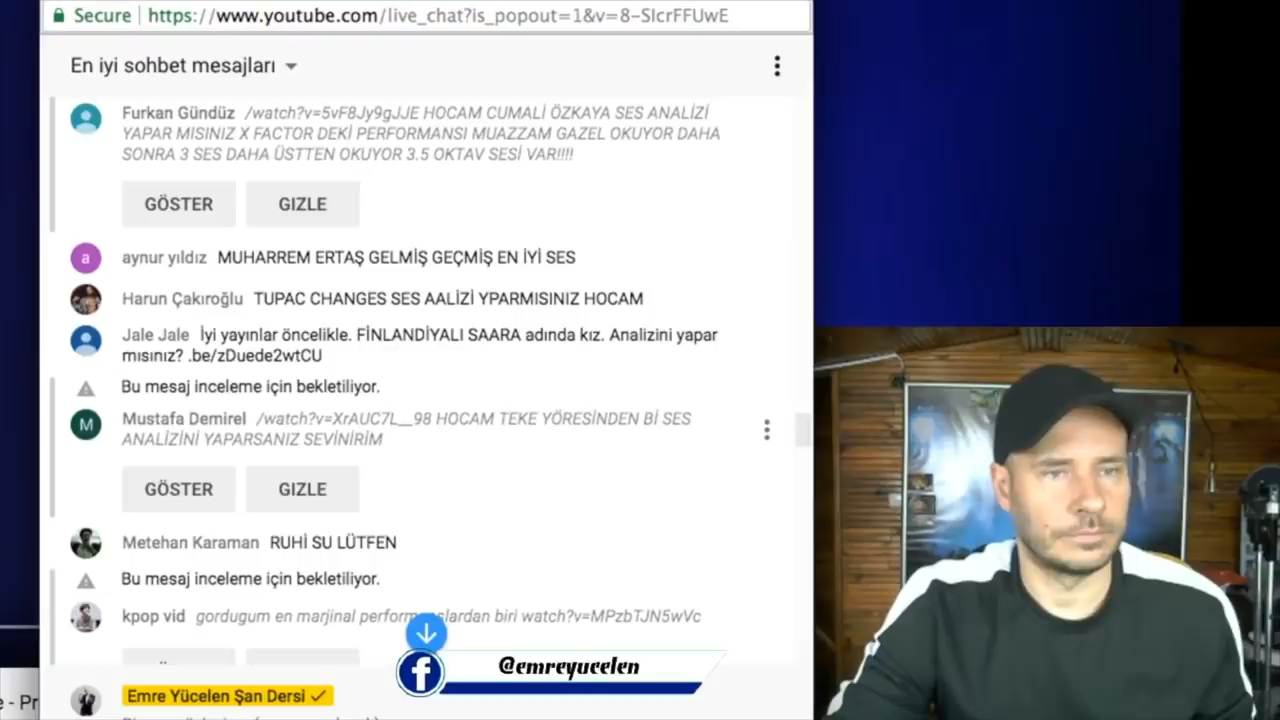 Secure https://www.youtube.com/live_chat?is_popout=1&v=8-SIcrFFUwE
En iyi sohbet mesajları
Furkan Gündüz /watch?v=5vF8Jy9gJJE HOCAM CUMALİ ÖZKAYA SES ANALİZİ
YAPAR MISINIZ X FACTOR DEKİ PERFORMANSI MUAZZAM GAZEL OKUYOR DAHA
SONRA 3 SES DAHA ÜSTTEN OKUYOR 3.5 OKTAV SESİ VAR!!!!
GÖSTER GIZLE
a aynur yıldız MUHARREM ERTAŞ GELMİŞ GEÇMİŞ EN İYİ SES
Harun Çakıroğlu TUPAC CHANGES SES AALİZİ YPARMISINIZ HOCAM
Jale Jale İyi yayınlar öncelikle. FİNLANDİYALI SAARA adında kız. Analizini yapar
mısınız? .be/zDuede2wtCU
Bu mesaj inceleme için bekletiliyor.
M Mustafa Demirel /watch?v=XrAUC7L__98 HOCAM TEKE YÖRESİNDEN Bİ SES
ANALİZİNİ YAPARSANIZ SEVİNİRİM
GÖSTER GIZLE
Metehan Karaman RUHİ SU LÜTFEN
Bu mesaj inceleme için bekletiliyor.
kpop vid gordugum en marjinal performanslardan biri watch?v=MPzbTJN5wVc
f @emreyucelen
Emre Yücelen Şan Dersi
e - Pr